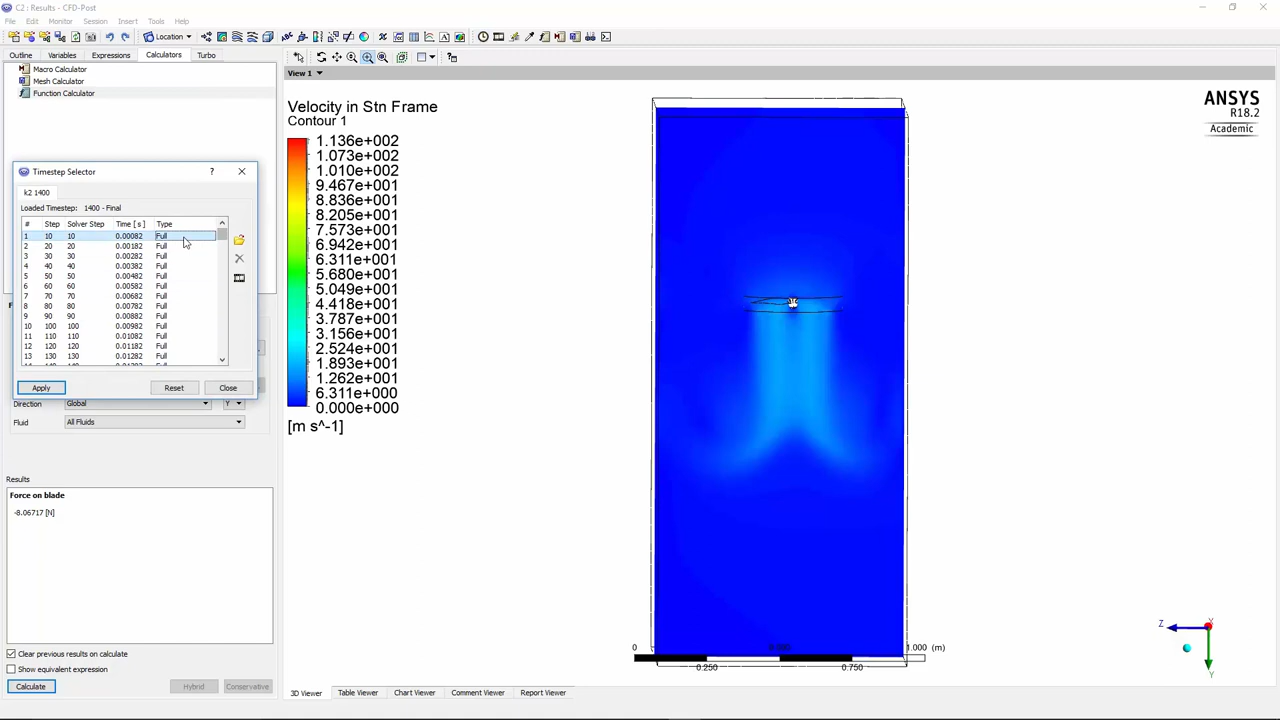 C2 : Results - CFD-Post
File Edit Monitor Session Insert Tools Help
Location
Outline Variables Expressions Calculators Turbo
Macro Calculator
Mesh Calculator
Function Calculator
View 1
Velocity in Stn Frame
Contour 1
1.136e+002
1.073e+002
1.010e+002
9.467e+001
8.836e+001
8.205e+001
7.573e+001
6.942e+001
6.311e+001
5.680e+001
5.049e+001
4.418e+001
3.787e+001
3.156e+001
2.524e+001
1.893e+001
1.262e+001
6.311e+000
0.000e+000
[m s^-1]
ANSYS
R18.2
Academic
Timestep Selector
k2 1400
Loaded Timestep: 1400 - Final
# Step Solver Step Time [ s ] Type
1 10 10 0.00082 Full
2 20 20 0.00182 Full
3 30 30 0.00282 Full
4 40 40 0.00382 Full
5 50 50 0.00482 Full
6 60 60 0.00582 Full
7 70 70 0.00682 Full
8 80 80 0.00782 Full
9 90 90 0.00882 Full
10 100 100 0.00982 Full
11 110 110 0.01082 Full
12 120 120 0.01182 Full
13 130 130 0.01282 Full
Apply Reset Close
Direction Global Y
Fluid All Fluids
Results
Force on blade
-8.06717 [N]
Clear previous results on calculate
Show equivalent expression
Calculate Hybrid Conservative
0 0.500 1.000 (m)
0.250 0.750
X
Z
Y
3D Viewer Table Viewer Chart Viewer Comment Viewer Report Viewer